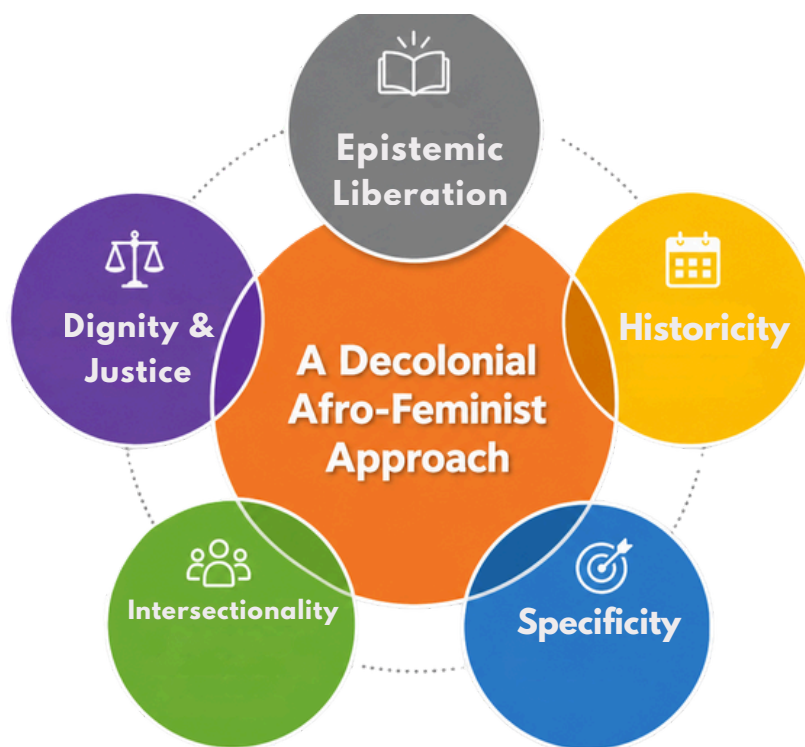 Epistemic
Liberation
Dignity &
Justice
Historicity
A Decolonial
Afro-Feminist
Approach
Intersectionality
Specificity